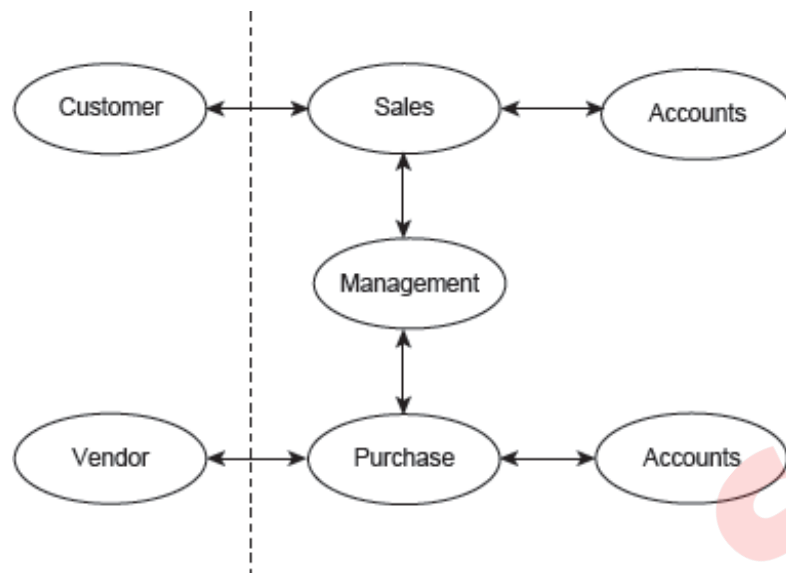 Customer
Sales
Accounts
Management
Vendor
Purchase
Accounts